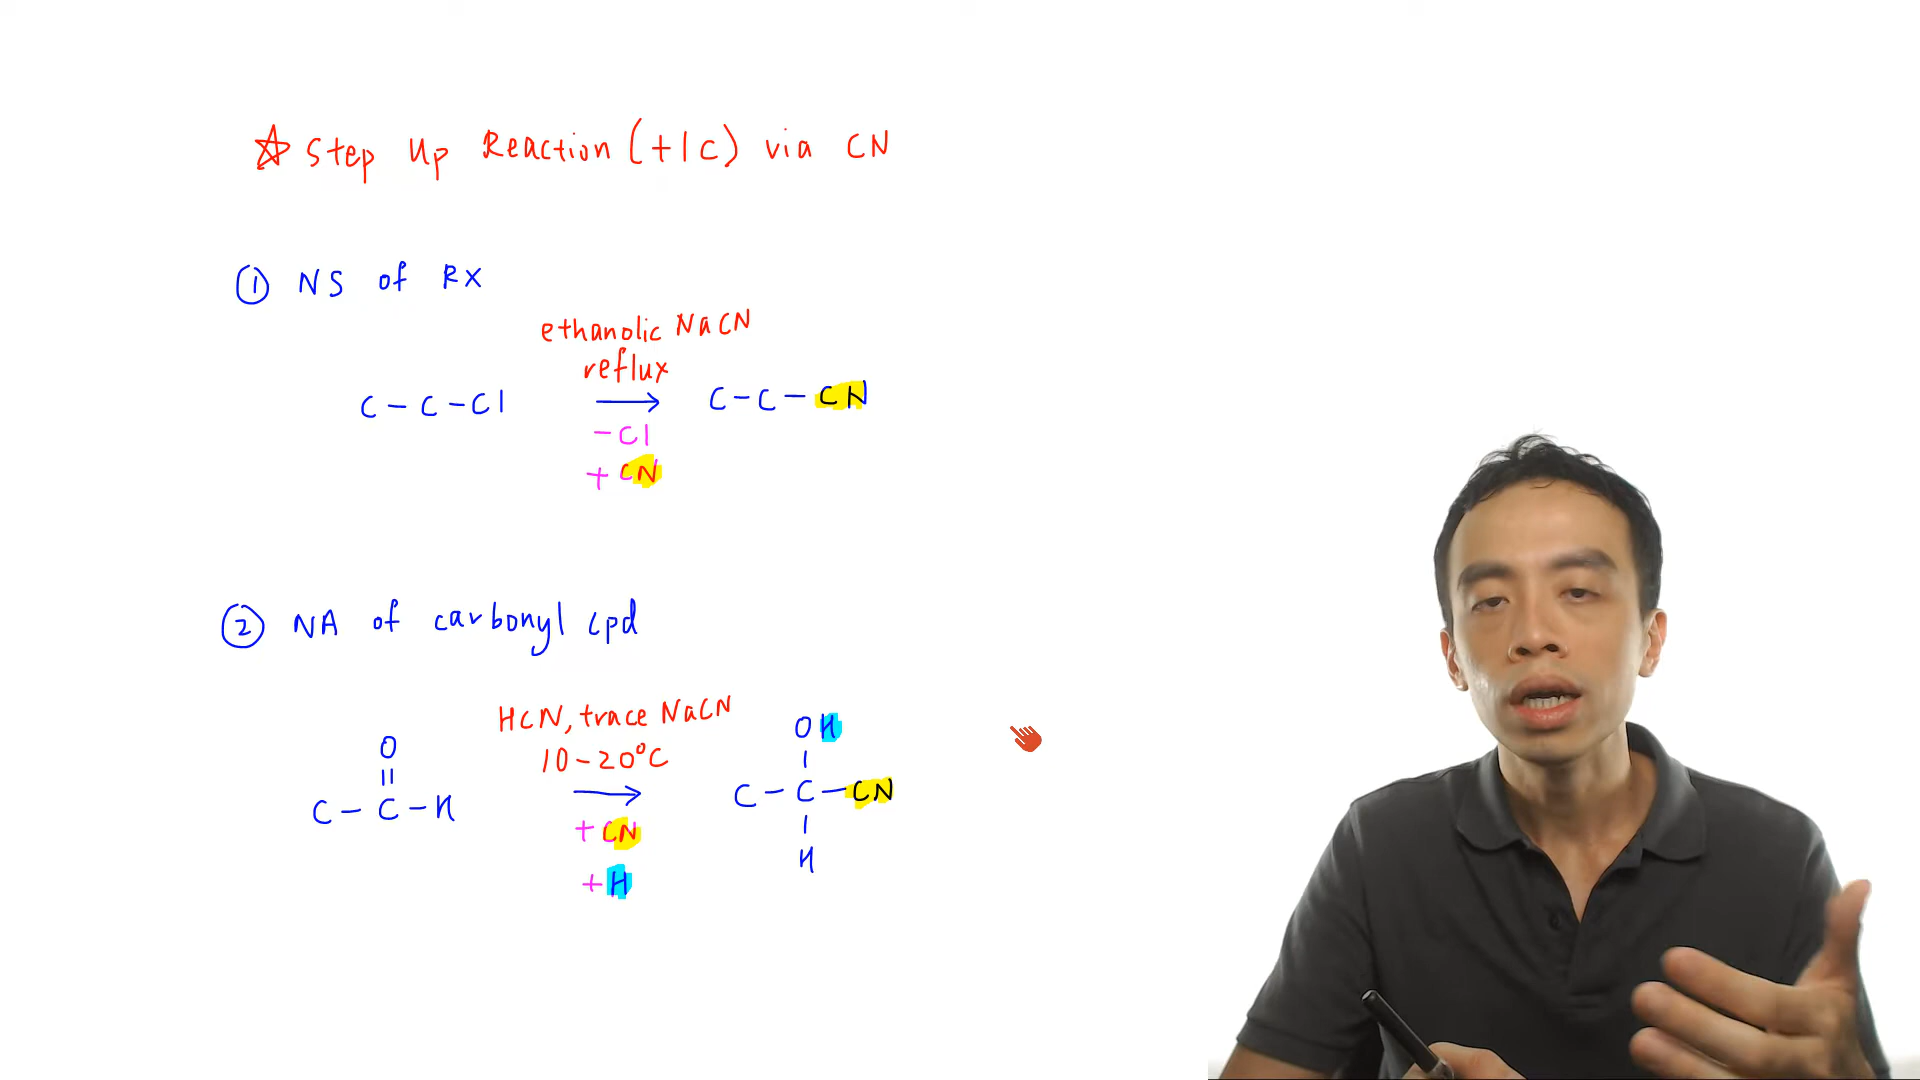 ☆ Step Up Reaction (+1C) via CN
① NS of RX
ethanolic NaCN
reflux
C - C - Cl → C - C - CN
- Cl
+ CN
② NA of carbonyl cpd
HCN, trace NaCN
10 - 20°C
O
||
C - C - H →
OH
|
C - C - CN
|
H
+ CN
+ H